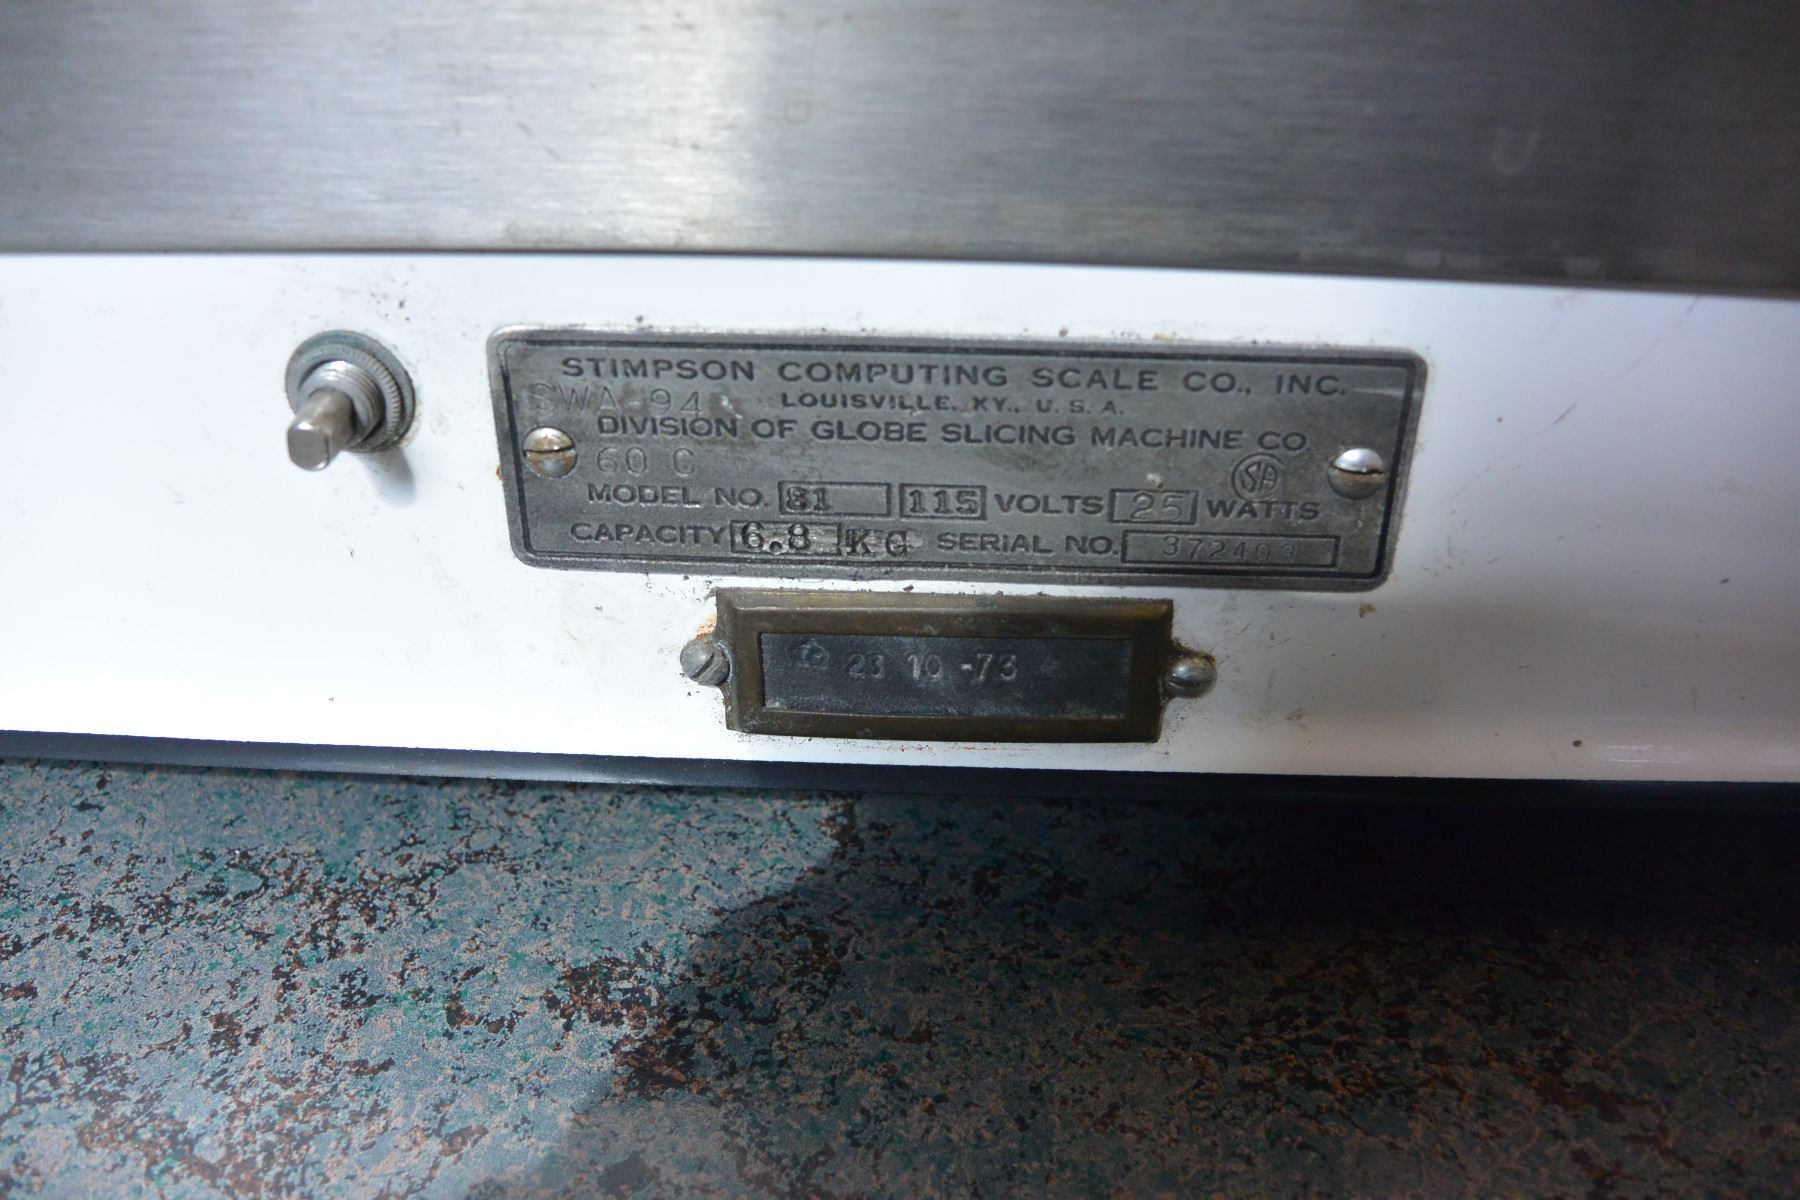 STIMPSON COMPUTING SCALE CO., INC.
SWA-94 LOUISVILLE, KY., U. S. A.
DIVISION OF GLOBE SLICING MACHINE CO.
60 C SA
MODEL NO. 81 115 VOLTS 25 WATTS
CAPACITY 6.8 KG SERIAL NO. 372403
23 10 -73